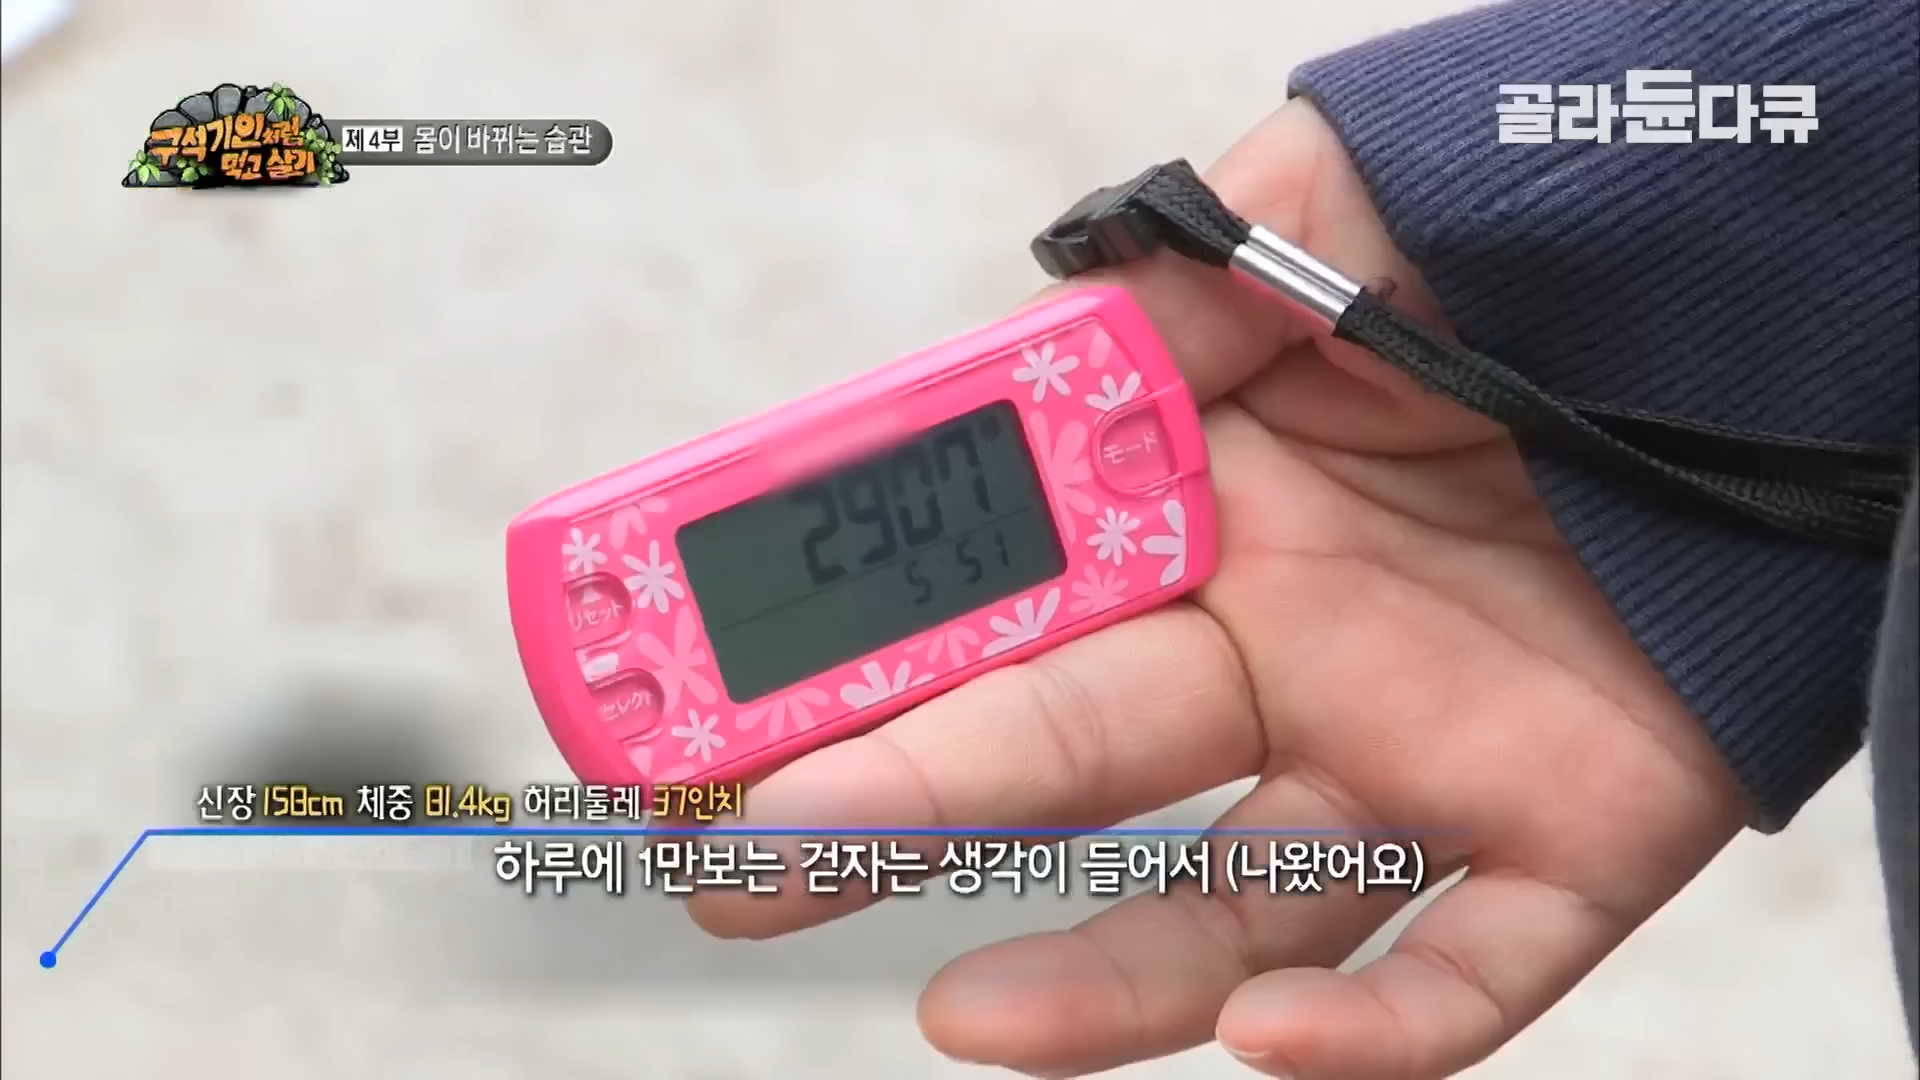 구석기인처럼
먹고 살기
제4부 몸이 바뀌는 습관
골라듄다큐
2907
5 51
モード
リセット
セレクト
신장 158cm 체중 81.4kg 허리둘레 37인치
하루에 1만보는 걷자는 생각이 들어서 (나왔어요)